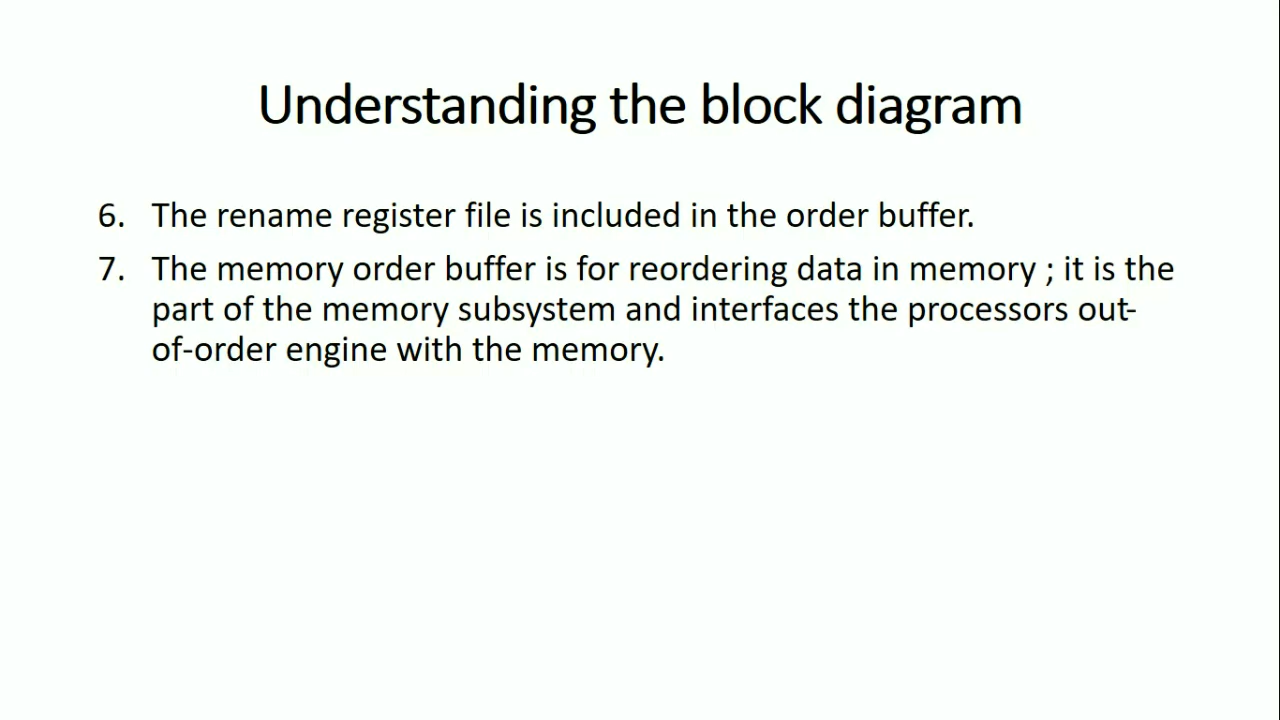 Understanding the block diagram
6. The rename register file is included in the order buffer.
7. The memory order buffer is for reordering data in memory ; it is the
part of the memory subsystem and interfaces the processors out-
of-order engine with the memory.